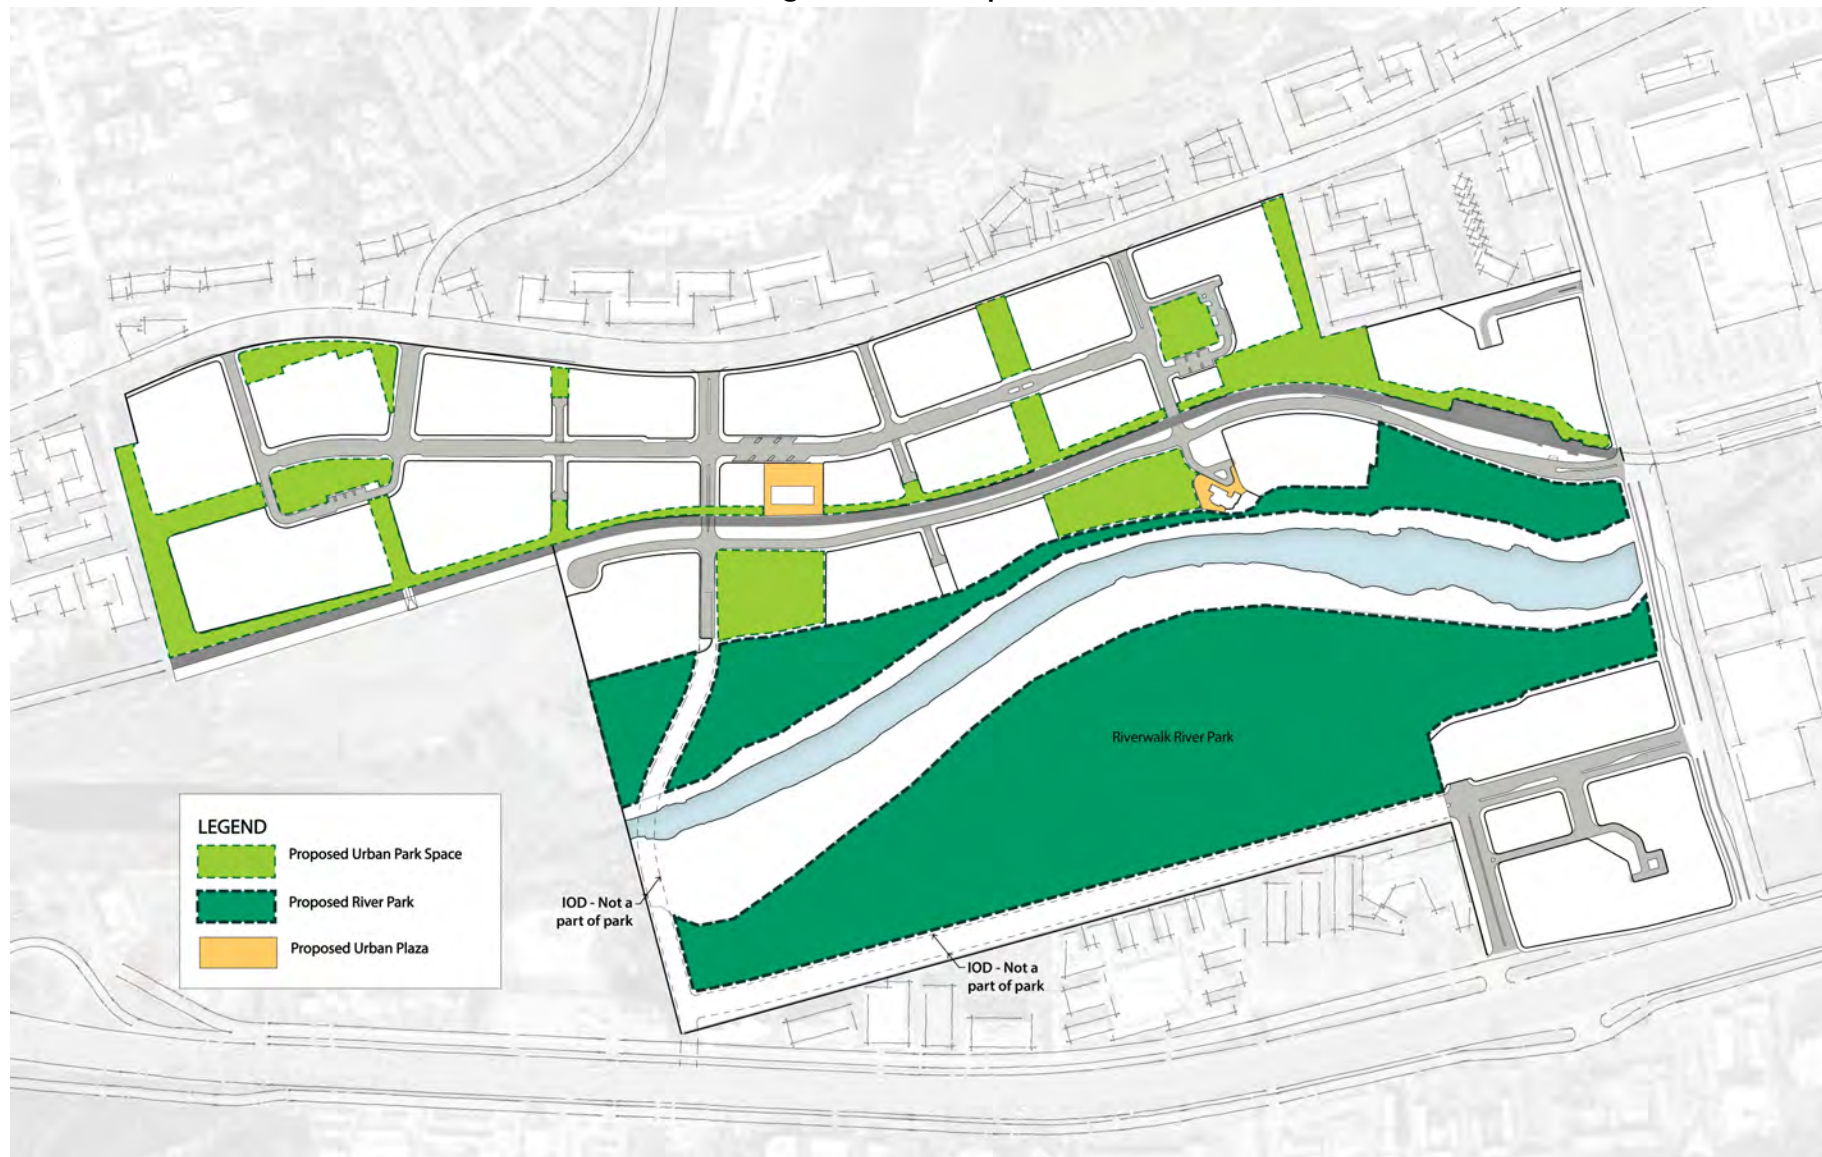 Riverwalk River Park
LEGEND
Proposed Urban Park Space
Proposed River Park
Proposed Urban Plaza
IOD - Not a
part of park
IOD - Not a
part of park